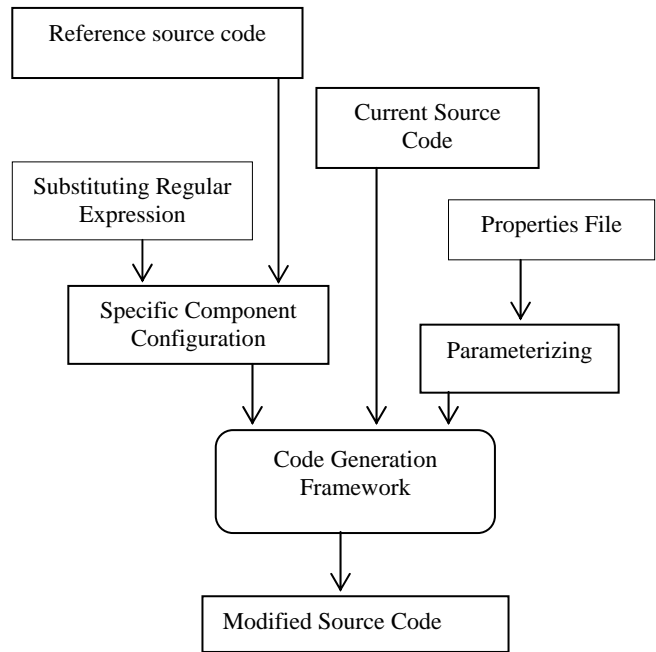 Reference source code
Current Source
Code
Substituting Regular
Expression
Properties File
Specific Component
Configuration
Parameterizing
Code Generation
Framework
Modified Source Code